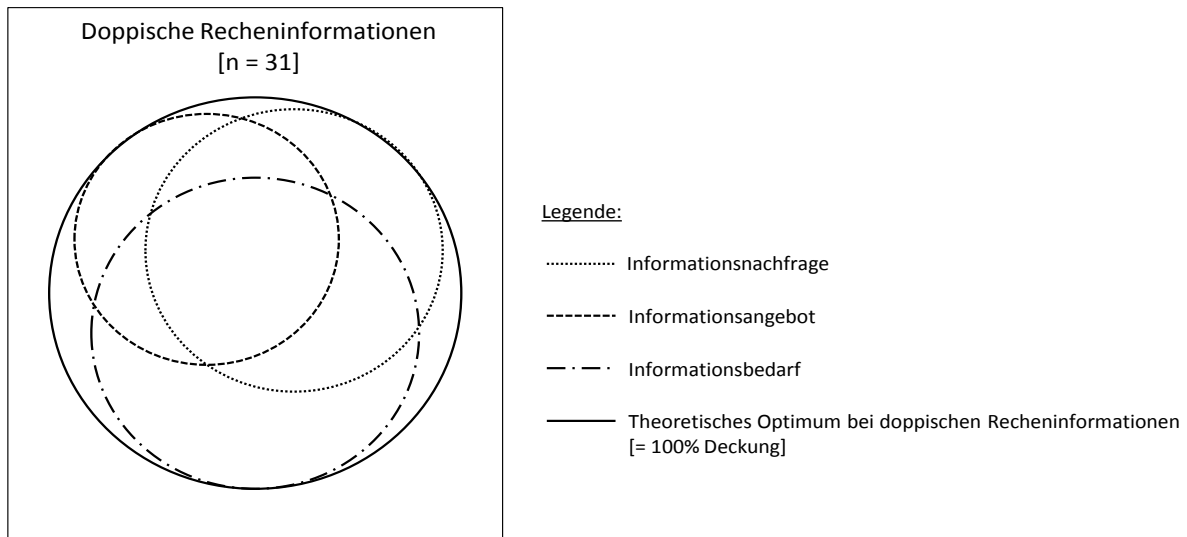 Doppische Recheninformationen
[n = 31]
Legende:
Informationsnachfrage
Informationsangebot
Informationsbedarf
Theoretisches Optimum bei doppischen Recheninformationen
[= 100% Deckung]